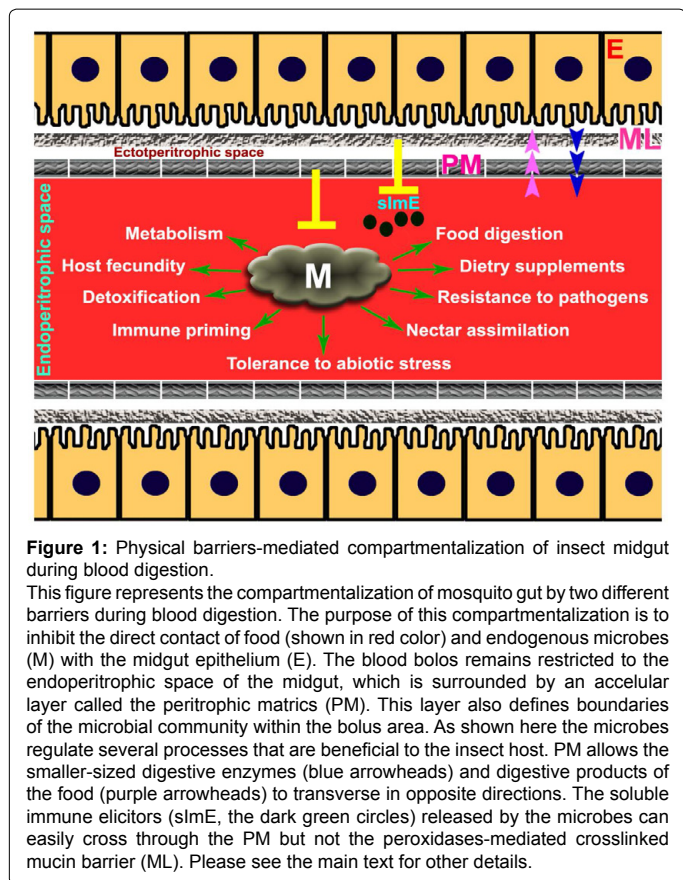 E
ML
Ectotperitrophic space
PM
sImE
Endoperitrophic space
Metabolism
Food digestion
Host fecundity
M
Dietry supplements
Detoxification
Resistance to pathogens
Immune priming
Nectar assimilation
Tolerance to abiotic stress
Figure 1: Physical barriers-mediated compartmentalization of insect midgut
during blood digestion.
This figure represents the compartmentalization of mosquito gut by two different
barriers during blood digestion. The purpose of this compartmentalization is to
inhibit the direct contact of food (shown in red color) and endogenous microbes
(M) with the midgut epithelium (E). The blood bolos remains restricted to the
endoperitrophic space of the midgut, which is surrounded by an accelular
layer called the peritrophic matrics (PM). This layer also defines boundaries
of the microbial community within the bolus area. As shown here the microbes
regulate several processes that are beneficial to the insect host. PM allows the
smaller-sized digestive enzymes (blue arrowheads) and digestive products of
the food (purple arrowheads) to transverse in opposite directions. The soluble
immune elicitors (sImE, the dark green circles) released by the microbes can
easily cross through the PM but not the peroxidases-mediated crosslinked
mucin barrier (ML). Please see the main text for other details.